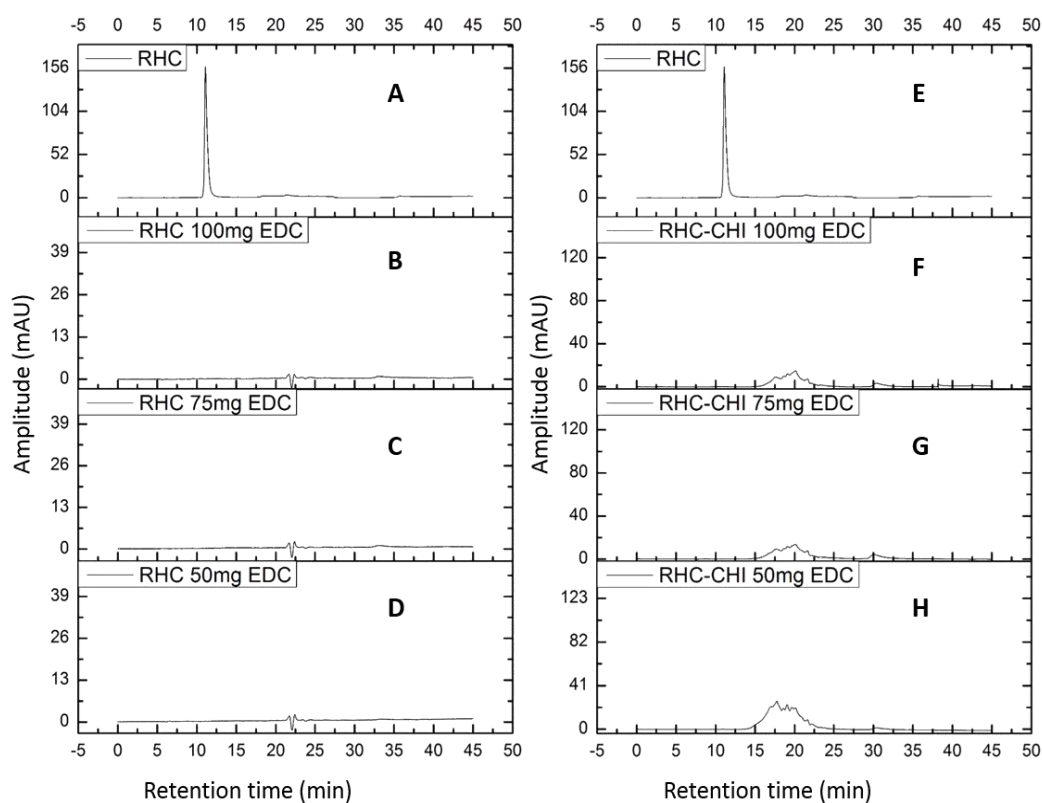 -5 0 5 10 15 20 25 30 35 40 45 50
-5 0 5 10 15 20 25 30 35 40 45 50
RHC
A
156
104
52
0
RHC 100mg EDC
B
39
26
13
0
RHC 75mg EDC
C
39
26
13
0
RHC 50mg EDC
D
39
26
13
0
Amplitude (mAU)
-5 0 5 10 15 20 25 30 35 40 45 50
Retention time (min)
RHC
E
156
104
52
0
RHC-CHI 100mg EDC
F
120
80
40
0
RHC-CHI 75mg EDC
G
120
80
40
0
RHC-CHI 50mg EDC
H
123
82
41
0
Amplitude (mAU)
-5 0 5 10 15 20 25 30 35 40 45 50
Retention time (min)